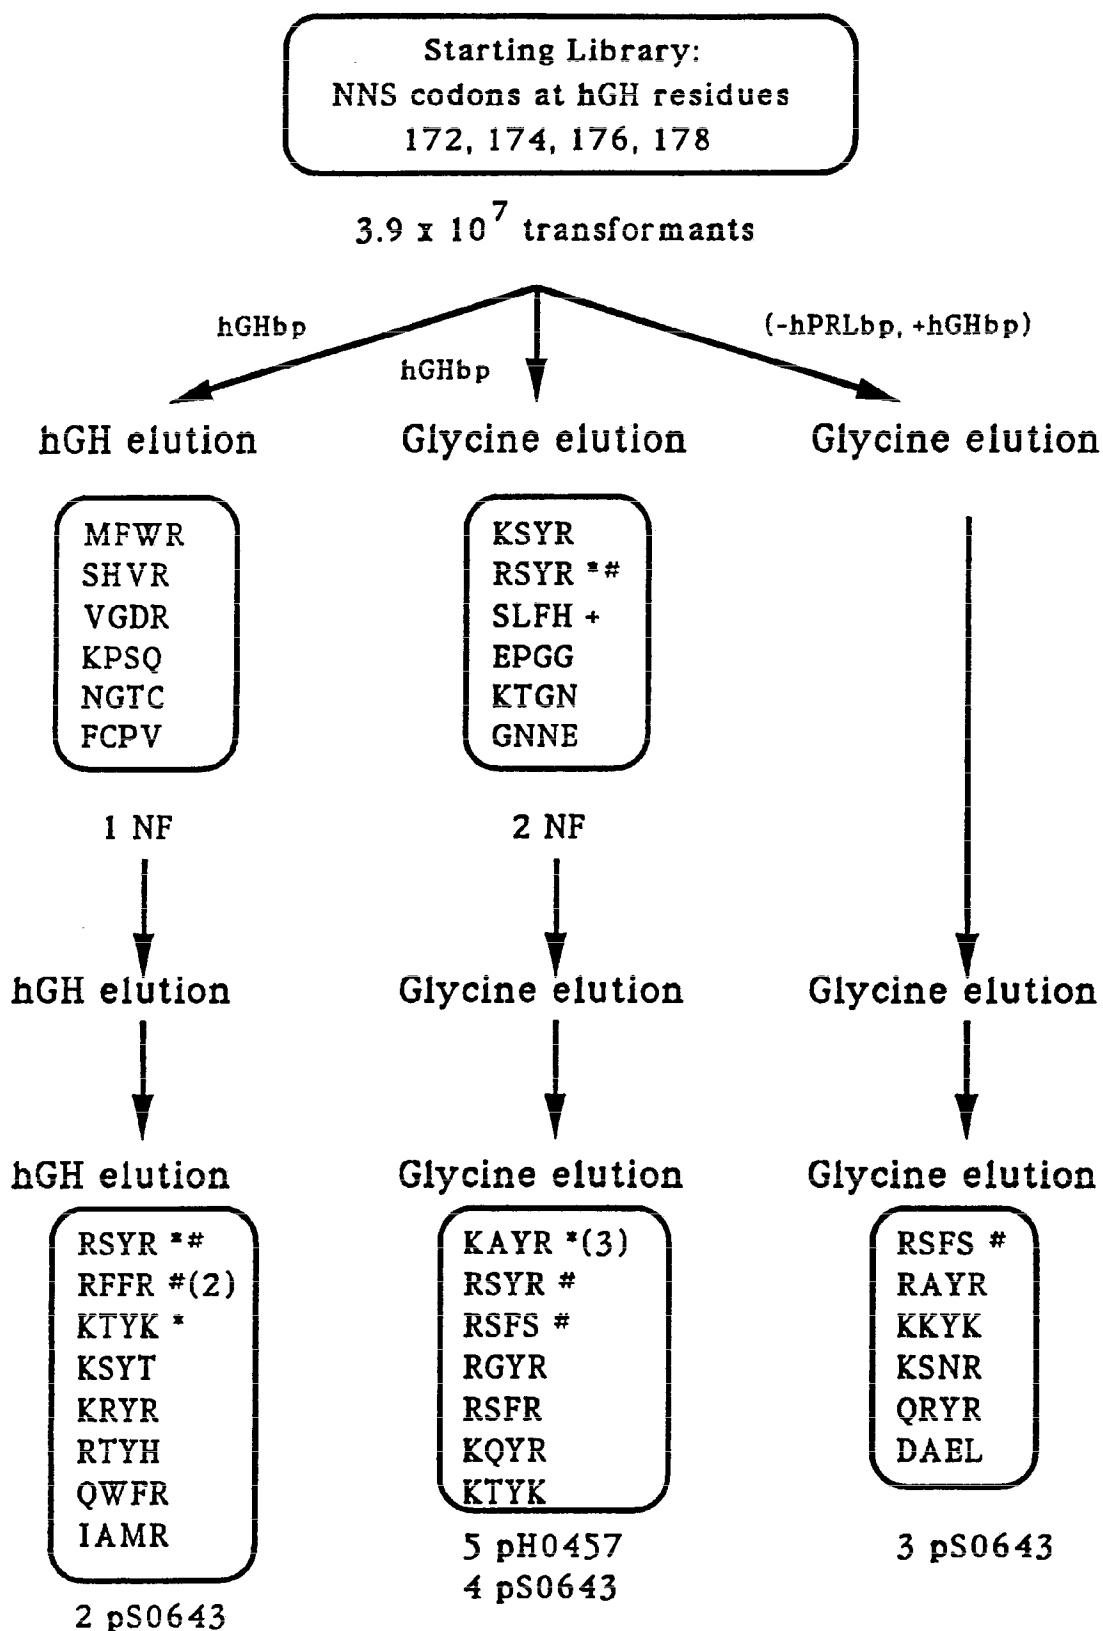 Starting Library:
NNS codons at hGH residues
172, 174, 176, 178
3.9 x 10^7 transformants
hGHbp
hGHbp
(-hPRLbp, +hGHbp)
hGH elution
Glycine elution
Glycine elution
MFWR
SHVR
VGDR
KPSQ
NGTC
FCPV
1 NF
KSYR
RSYR *#
SLFH +
EPGG
KTGN
GNNE
2 NF
hGH elution
Glycine elution
Glycine elution
hGH elution
Glycine elution
Glycine elution
RSYR *#
RFFR #(2)
KTYK *
KSYT
KRYR
RTYH
QWFR
IAMR
2 pS0643
KAYR *(3)
RSYR #
RSFS #
RGYR
RSFR
KQYR
KTYK
5 pH0457
4 pS0643
RSFS #
RAYR
KKYK
KSNR
QRYR
DAEL
3 pS0643